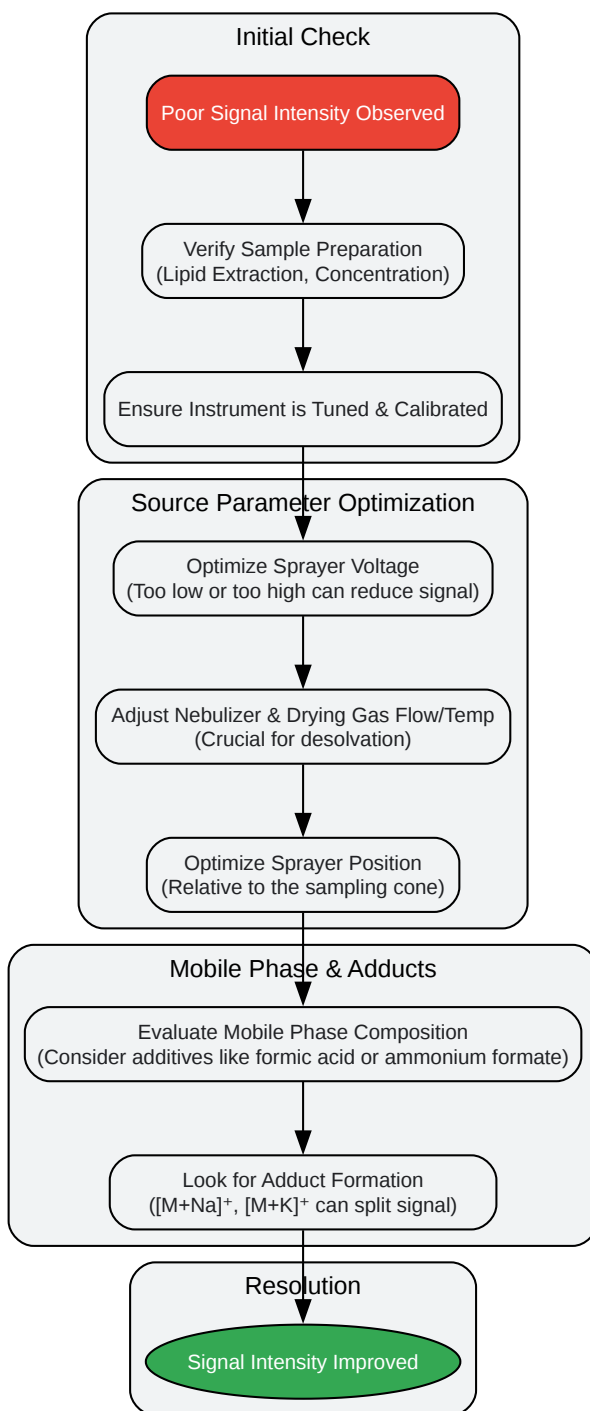 Initial Check
Poor Signal Intensity Observed
Verify Sample Preparation
(Lipid Extraction, Concentration)
Ensure Instrument is Tuned & Calibrated
Source Parameter Optimization
Optimize Sprayer Voltage
(Too low or too high can reduce signal)
Adjust Nebulizer & Drying Gas Flow/Temp
(Crucial for desolvation)
Optimize Sprayer Position
(Relative to the sampling cone)
Mobile Phase & Adducts
Evaluate Mobile Phase Composition
(Consider additives like formic acid or ammonium formate)
Look for Adduct Formation
([M+Na]⁺, [M+K]⁺ can split signal)
Resolution
Signal Intensity Improved